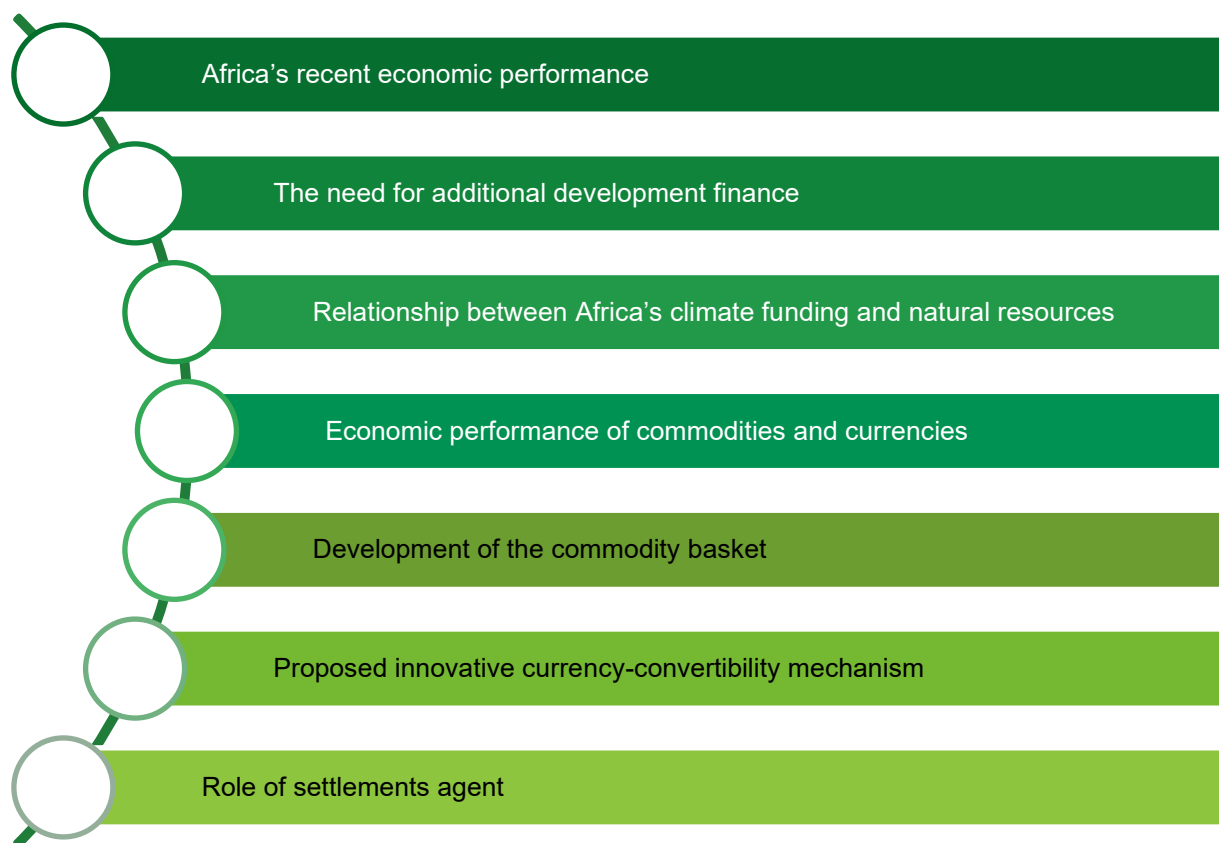 Africa’s recent economic performance
The need for additional development finance
Relationship between Africa’s climate funding and natural resources
Economic performance of commodities and currencies
Development of the commodity basket
Proposed innovative currency-convertibility mechanism
Role of settlements agent